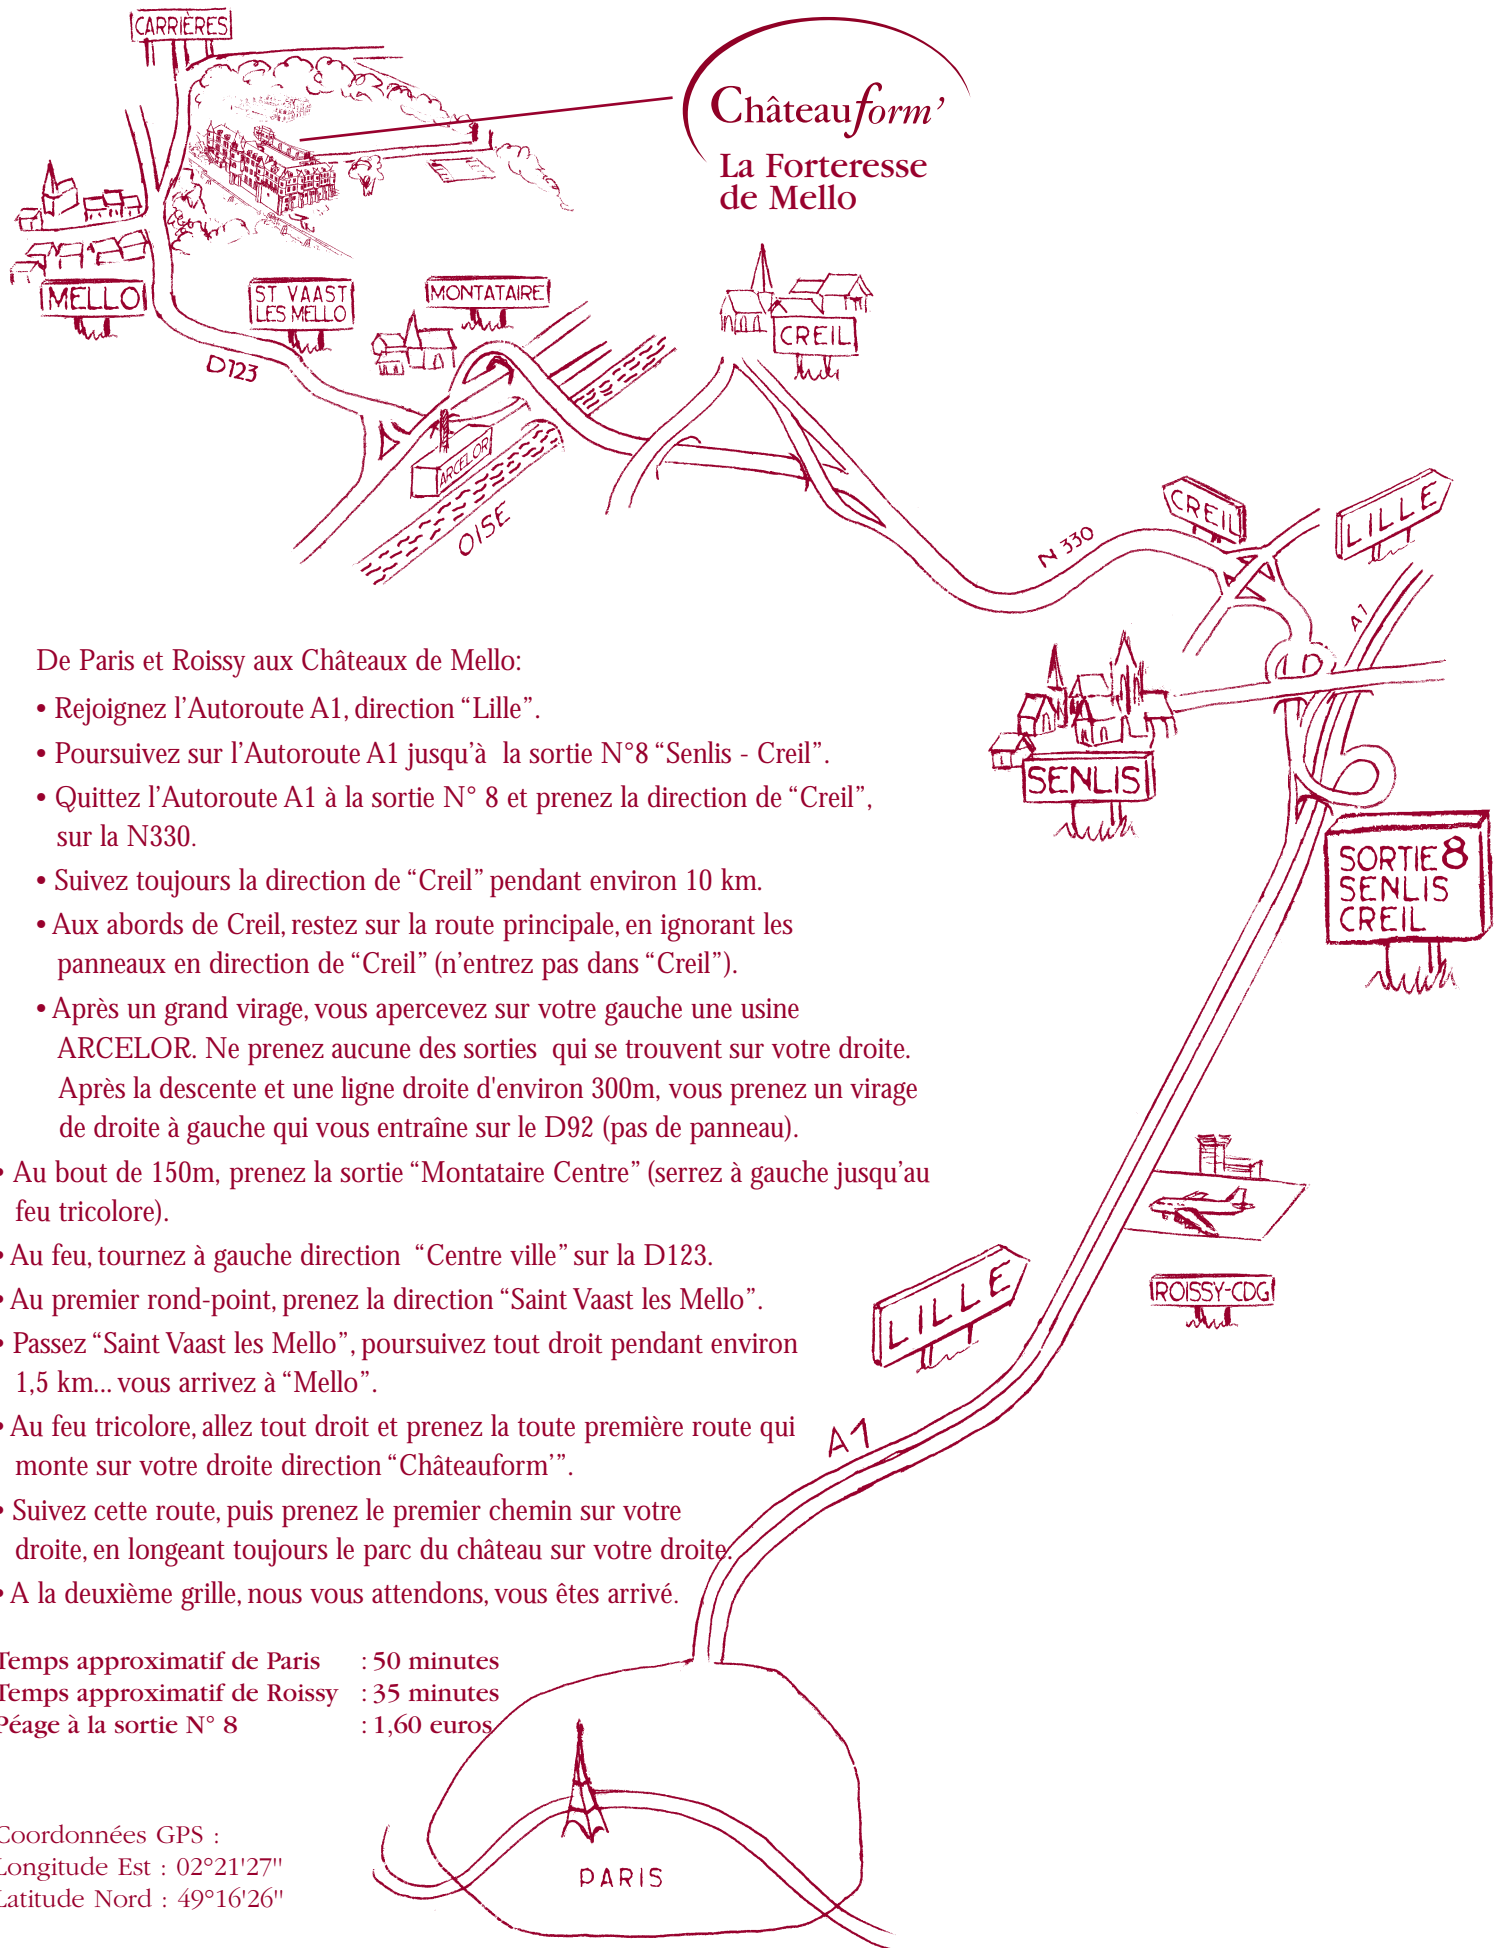 CARRIÈRES
Châteauform'
La Forteresse
de Mello
MELLO
ST VAAST
LES MELLO
MONTATAIRE
CREIL
D123
ARCELOR
OISE
N 330
CREIL
LILLE
A1
SENLIS
SORTIE 8
SENLIS
CREIL
De Paris et Roissy aux Châteaux de Mello:
• Rejoignez l'Autoroute A1, direction “Lille”.
• Poursuivez sur l'Autoroute A1 jusqu'à la sortie N°8 “Senlis - Creil”.
• Quittez l'Autoroute A1 à la sortie N° 8 et prenez la direction de “Creil”,
sur la N330.
• Suivez toujours la direction de “Creil” pendant environ 10 km.
• Aux abords de Creil, restez sur la route principale, en ignorant les
panneaux en direction de “Creil” (n'entrez pas dans “Creil”).
• Après un grand virage, vous apercevez sur votre gauche une usine
ARCELOR. Ne prenez aucune des sorties qui se trouvent sur votre droite.
Après la descente et une ligne droite d'environ 300m, vous prenez un virage
de droite à gauche qui vous entraîne sur le D92 (pas de panneau).
• Au bout de 150m, prenez la sortie “Montataire Centre” (serrez à gauche jusqu'au
feu tricolore).
• Au feu, tournez à gauche direction “Centre ville” sur la D123.
• Au premier rond-point, prenez la direction “Saint Vaast les Mello”.
• Passez “Saint Vaast les Mello”, poursuivez tout droit pendant environ
1,5 km... vous arrivez à “Mello”.
• Au feu tricolore, allez tout droit et prenez la toute première route qui
monte sur votre droite direction “Châteauform'”.
• Suivez cette route, puis prenez le premier chemin sur votre
droite, en longeant toujours le parc du château sur votre droite.
• A la deuxième grille, nous vous attendons, vous êtes arrivé.
ROISSY-CDG
LILLE
A1
Temps approximatif de Paris : 50 minutes
Temps approximatif de Roissy : 35 minutes
Péage à la sortie N° 8 : 1,60 euros
Coordonnées GPS :
Longitude Est : 02°21'27"
Latitude Nord : 49°16'26"
PARIS